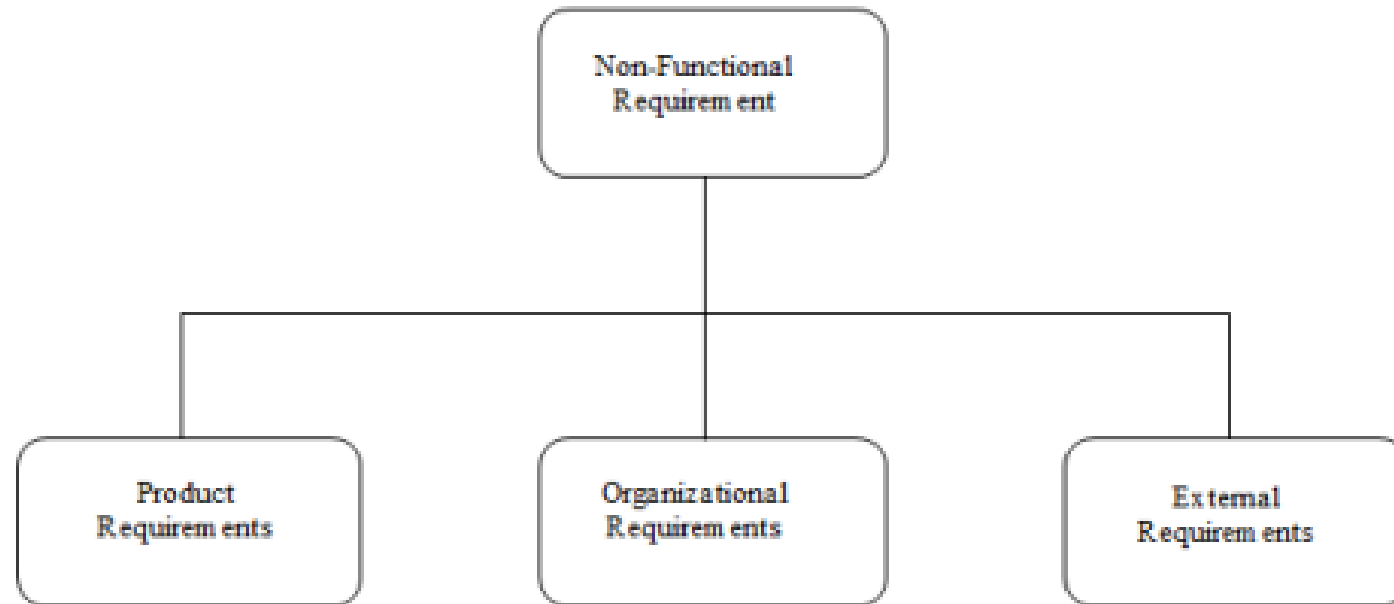 Non-Functional
Requirement
Product
Requirements
Organizational
Requirements
External
Requirements